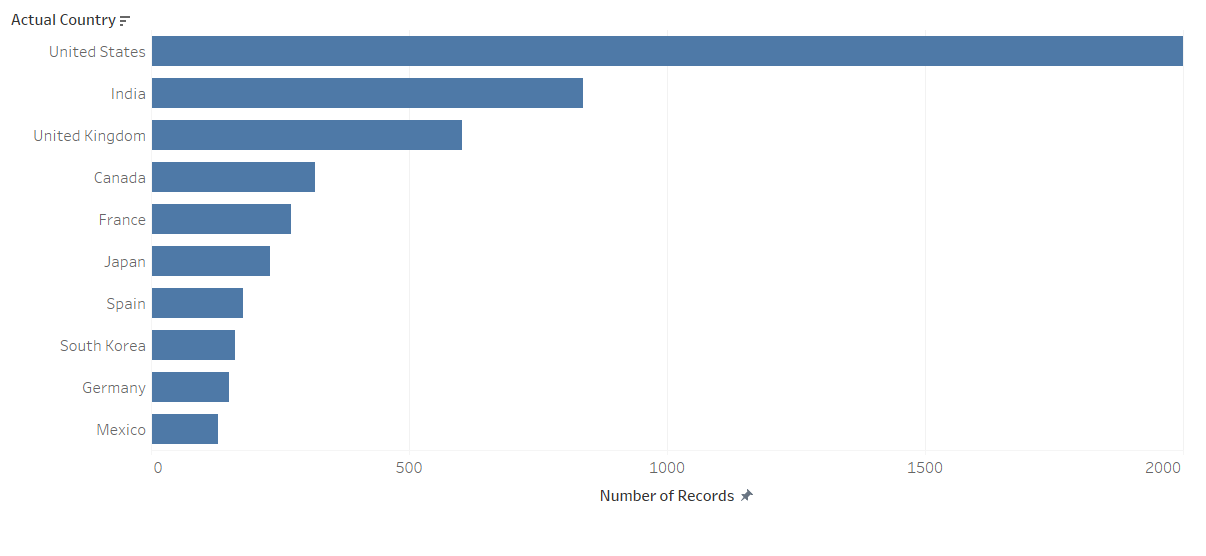 Actual Country
United States
India
United Kingdom
Canada
France
Japan
Spain
South Korea
Germany
Mexico
0 500 1000 1500 2000
Number of Records